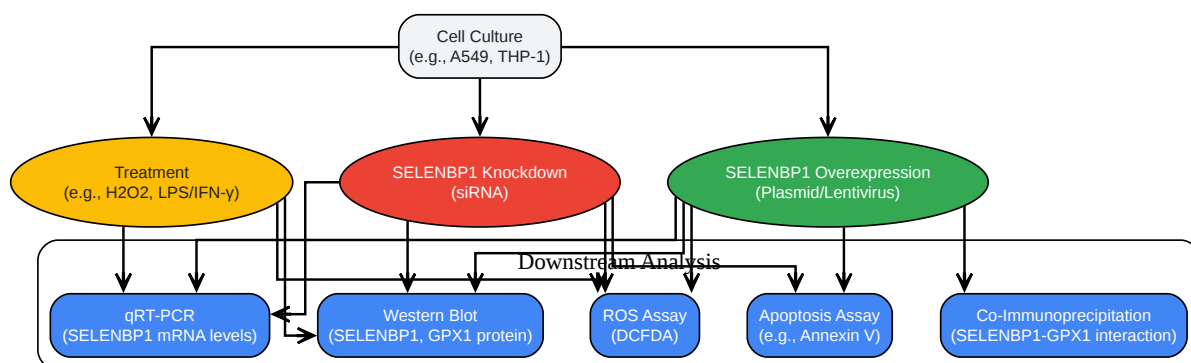 Cell Culture
(e.g., A549, THP-1)
Treatment
(e.g., H2O2, LPS/IFN-γ)
SELENBP1 Knockdown
(siRNA)
SELENBP1 Overexpression
(Plasmid/Lentivirus)
Downstream Analysis
qRT-PCR
(SELENBP1 mRNA levels)
Western Blot
(SELENBP1, GPX1 protein)
ROS Assay
(DCFDA)
Apoptosis Assay
(e.g., Annexin V)
Co-Immunoprecipitation
(SELENBP1-GPX1 interaction)